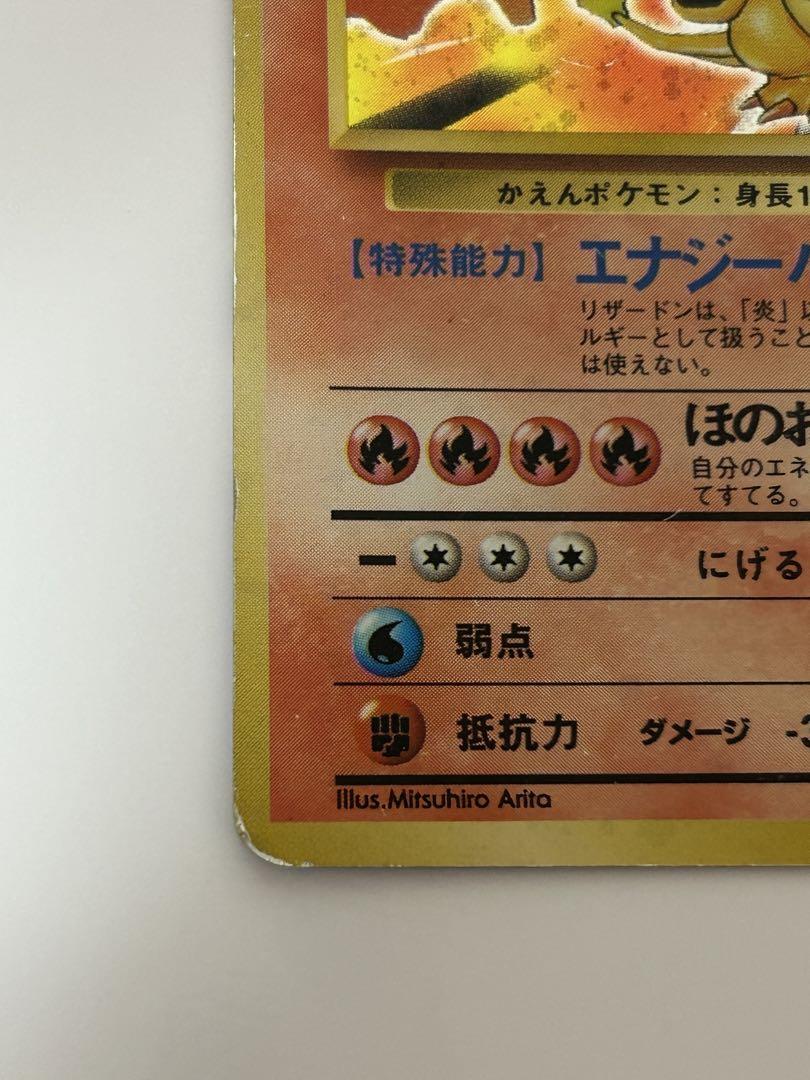 かえんポケモン：身長1
【特殊能力】 エナジー
リザードンは、「炎」
ルギーとして扱うこと
は使えない。
ほのお
自分のエネ
てすてる。
にげる
弱点
抵抗力 ダメージ -3
Illus.Mitsuhiro Arita